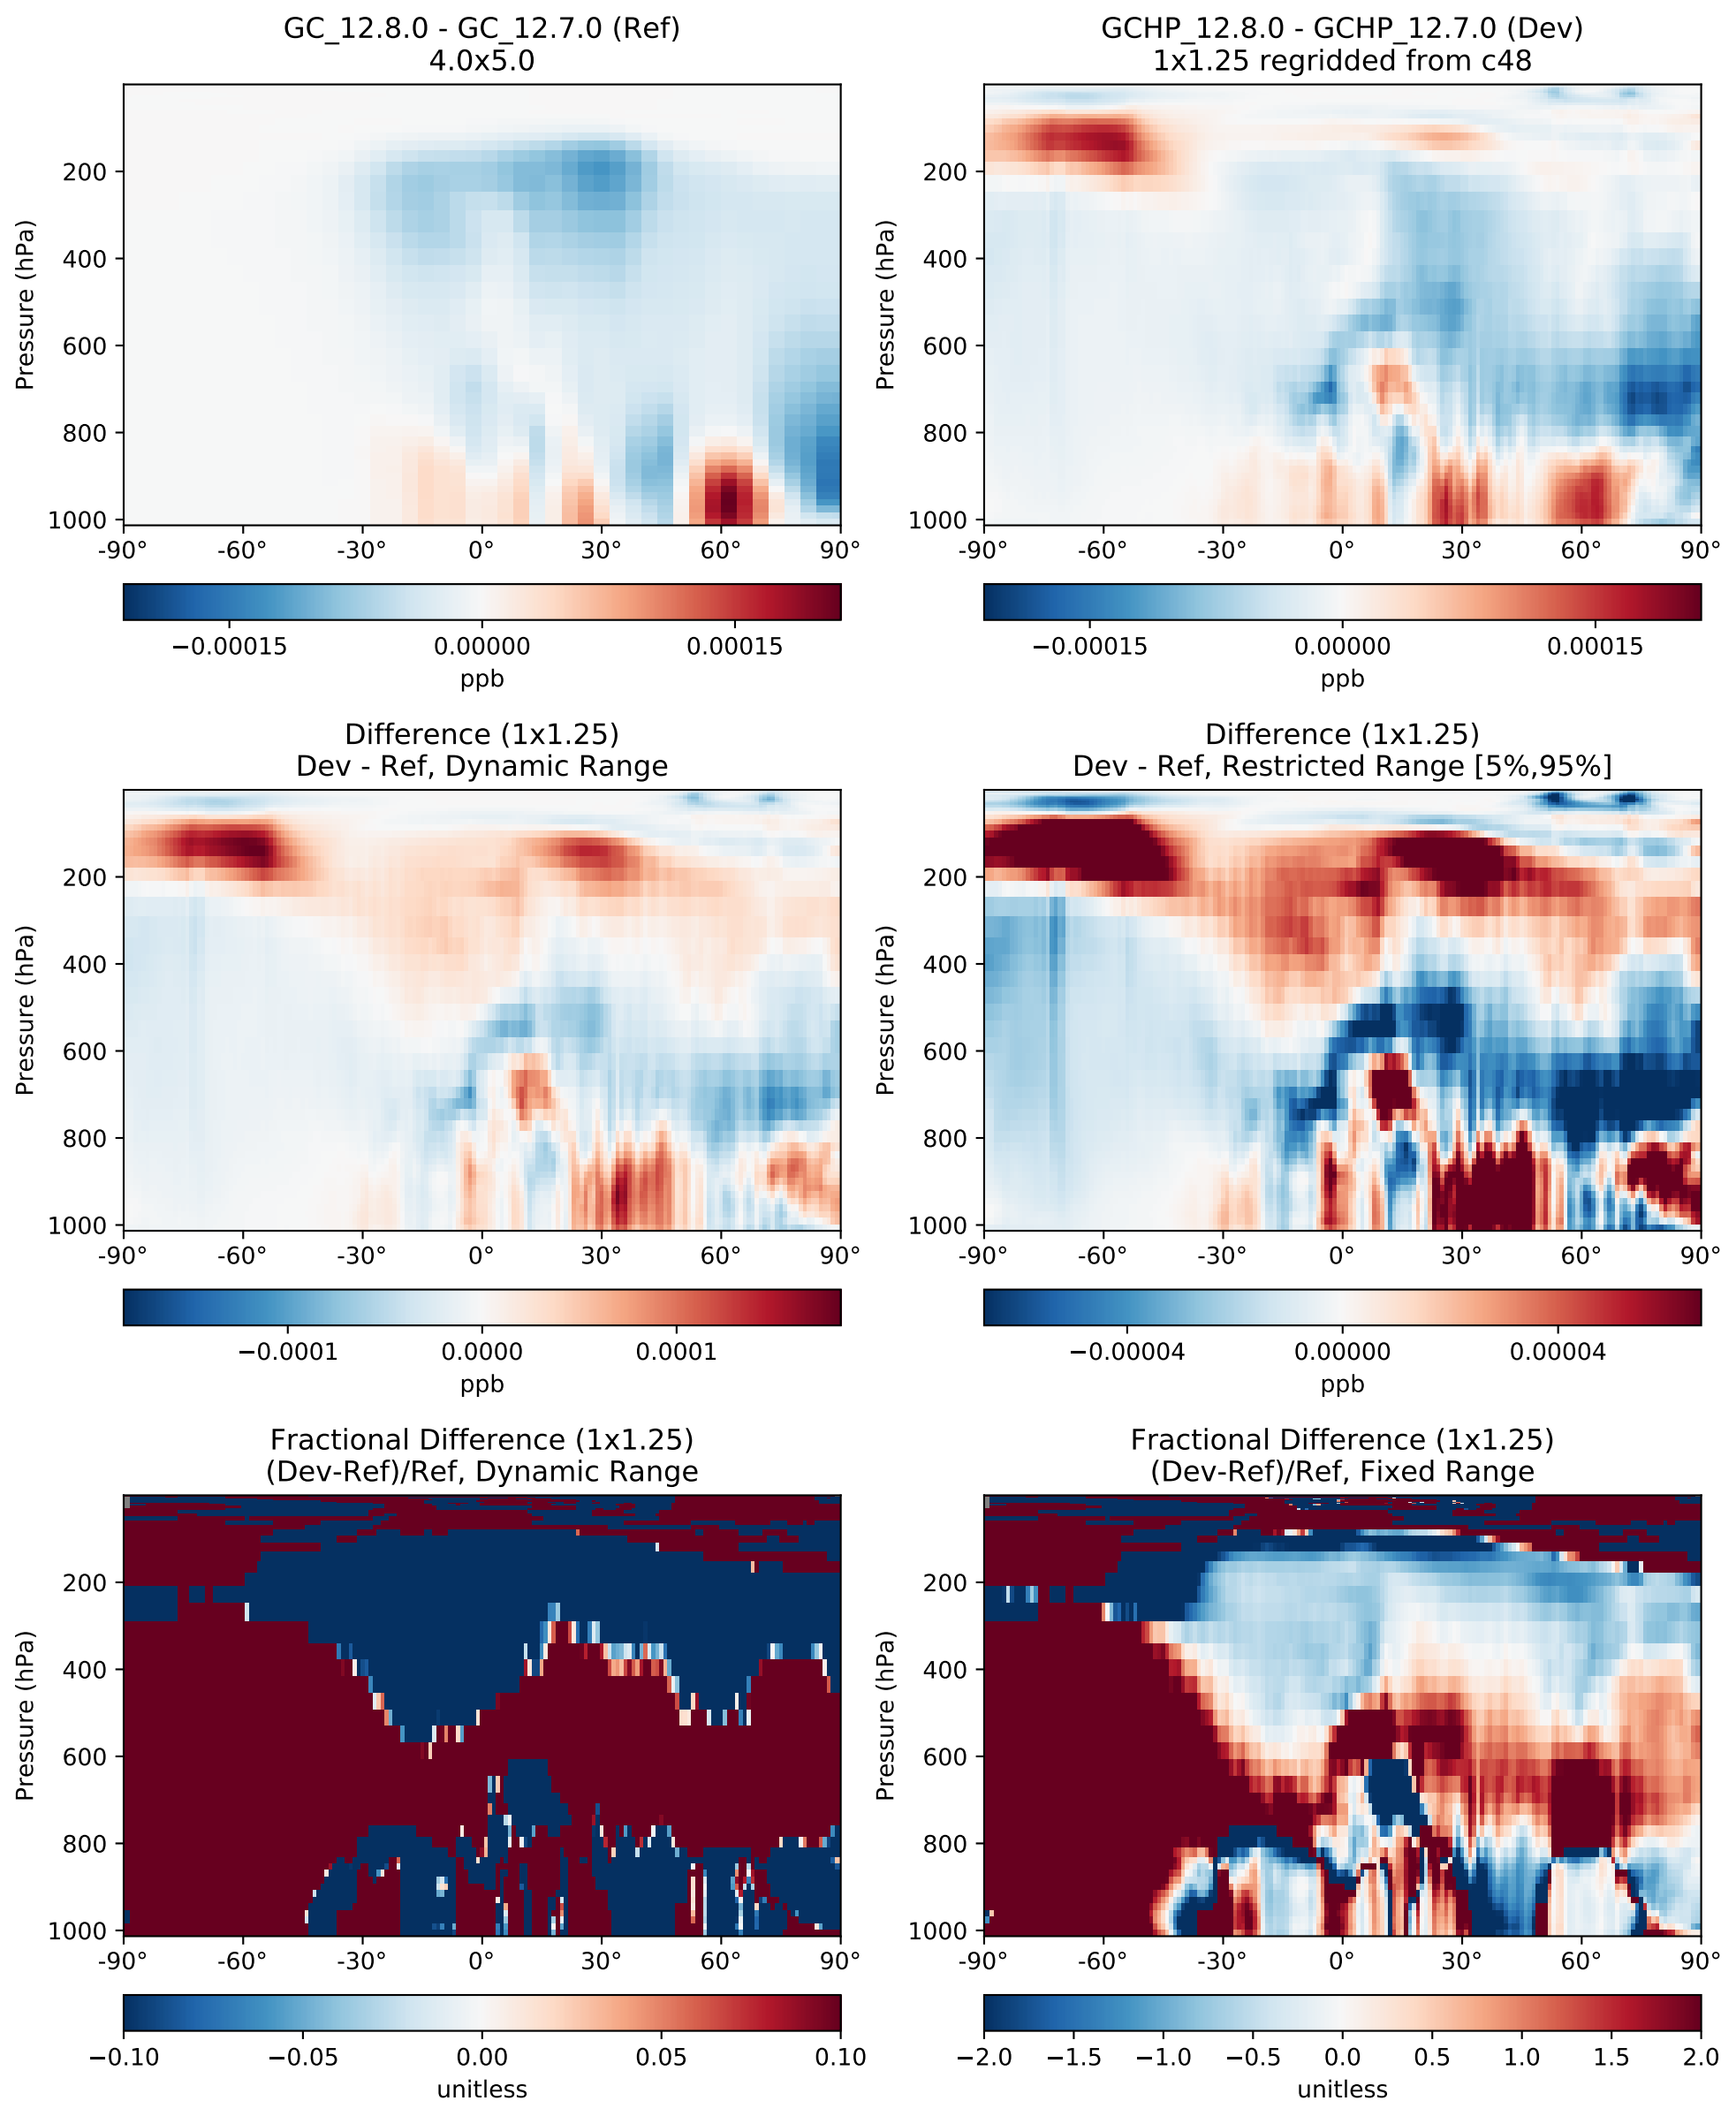 GC_12.8.0 - GC_12.7.0 (Ref)
4.0x5.0
GCHP_12.8.0 - GCHP_12.7.0 (Dev)
1x1.25 regridded from c48
Pressure (hPa)
200
400
600
800
1000
-90° -60° -30° 0° 30° 60° 90°
−0.00015 0.00000 0.00015
ppb
Pressure (hPa)
200
400
600
800
1000
-90° -60° -30° 0° 30° 60° 90°
−0.00015 0.00000 0.00015
ppb
Difference (1x1.25)
Dev - Ref, Dynamic Range
Difference (1x1.25)
Dev - Ref, Restricted Range [5%,95%]
Pressure (hPa)
200
400
600
800
1000
-90° -60° -30° 0° 30° 60° 90°
−0.0001 0.0000 0.0001
ppb
Pressure (hPa)
200
400
600
800
1000
-90° -60° -30° 0° 30° 60° 90°
−0.00004 0.00000 0.00004
ppb
Fractional Difference (1x1.25)
(Dev-Ref)/Ref, Dynamic Range
Fractional Difference (1x1.25)
(Dev-Ref)/Ref, Fixed Range
Pressure (hPa)
200
400
600
800
1000
-90° -60° -30° 0° 30° 60° 90°
−0.10 −0.05 0.00 0.05 0.10
unitless
Pressure (hPa)
200
400
600
800
1000
-90° -60° -30° 0° 30° 60° 90°
−2.0 −1.5 −1.0 −0.5 0.0 0.5 1.0 1.5 2.0
unitless